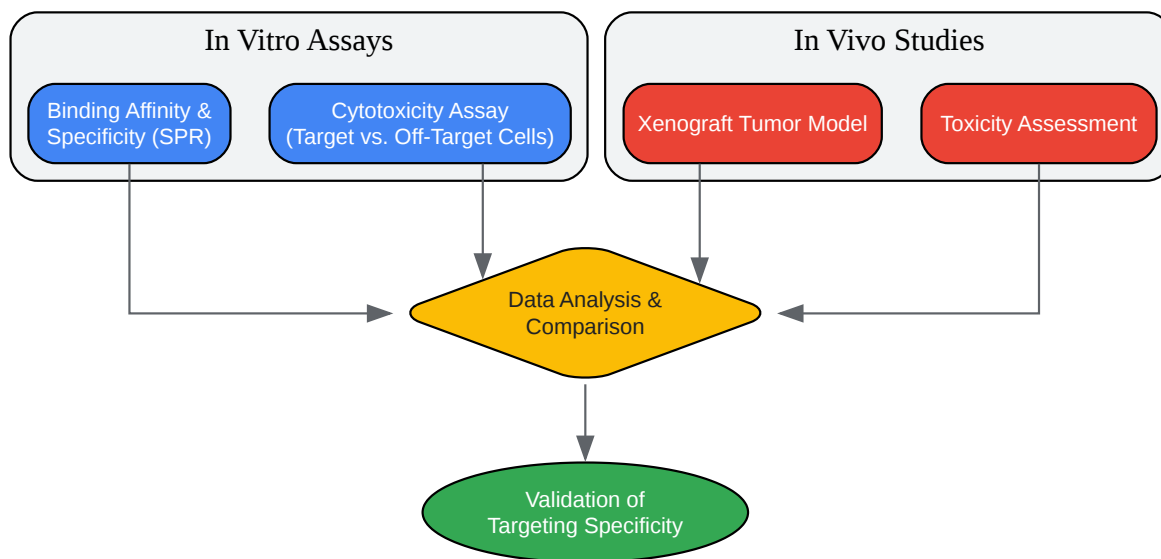 In Vitro Assays
Binding Affinity &
Specificity (SPR)
Cytotoxicity Assay
(Target vs. Off-Target Cells)
In Vivo Studies
Xenograft Tumor Model
Toxicity Assessment
Data Analysis &
Comparison
Validation of
Targeting Specificity